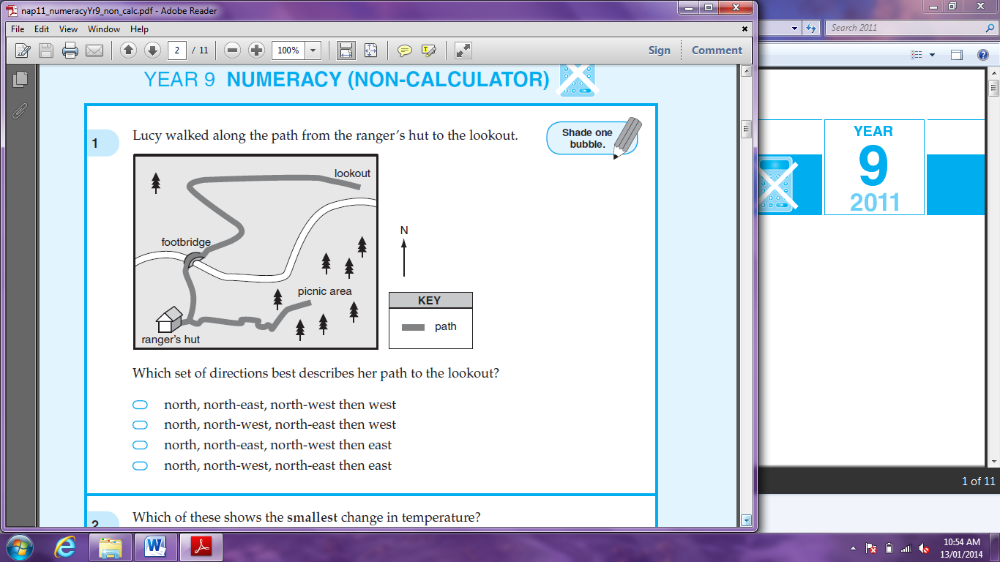 nap11_numeracyYr9_non_calc.pdf - Adobe Reader
File Edit View Window Help
Search 2011
2 / 11
100%
Sign
Comment
YEAR 9 NUMERACY (NON-CALCULATOR)
1
Lucy walked along the path from the ranger's hut to the lookout.
Shade one
bubble.
lookout
footbridge
N
picnic area
KEY
path
ranger's hut
Which set of directions best describes her path to the lookout?
north, north-east, north-west then west
north, north-west, north-east then west
north, north-east, north-west then east
north, north-west, north-east then east
2
Which of these shows the smallest change in temperature?
YEAR
9
2011
1 of 11
10:54 AM
13/01/2014